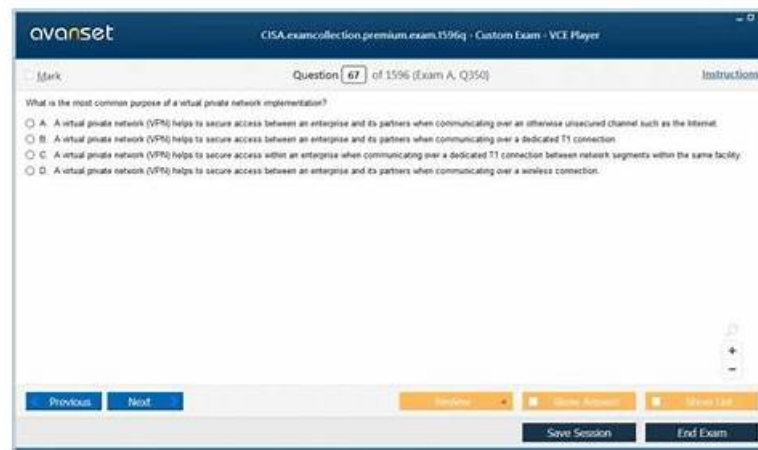 avanset
CISA.examcollection.premium.exam.1596q - Custom Exam - VCE Player
Mark
Question 67 of 1596 (Exam A, Q350)
Instructions
What is the most common purpose of a virtual private network implementation?
A. A virtual private network (VPN) helps to secure access between an enterprise and its partners when communicating over an otherwise unsecured channel such as the Internet.
B. A virtual private network (VPN) helps to secure access between an enterprise and its partners when communicating over a dedicated T1 connection.
C. A virtual private network (VPN) helps to secure access within an enterprise when communicating over a dedicated T1 connection between network segments within the same facility.
D. A virtual private network (VPN) helps to secure access between an enterprise and its partners when communicating over a wireless connection.
+
-
Previous
Next
Review
Show Answer
Show List
Save Session
End Exam